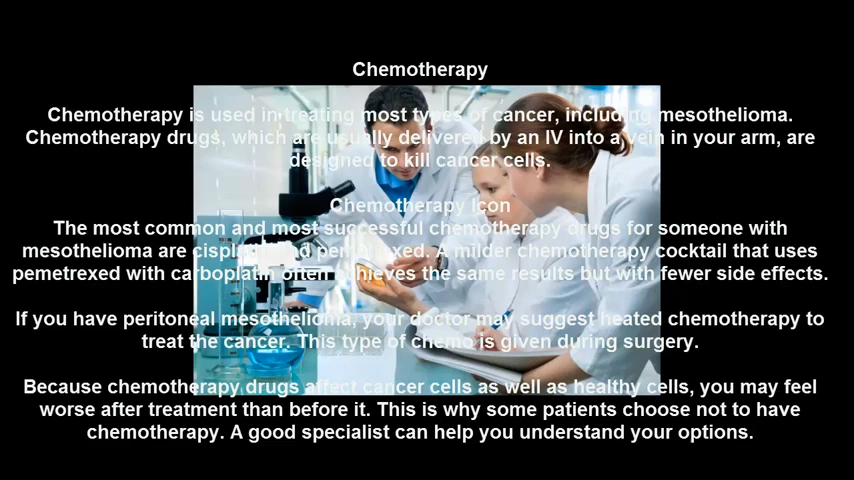 Chemotherapy
Chemotherapy is used in treating most types of cancer, including mesothelioma.
Chemotherapy drugs, which are usually delivered by an IV into a vein in your arm, are
designed to kill cancer cells.
Chemotherapy Icon
The most common and most successful chemotherapy drugs for someone with
mesothelioma are cisplatin and pemetrexed. A milder chemotherapy cocktail that uses
pemetrexed with carboplatin often achieves the same results but with fewer side effects.
If you have peritoneal mesothelioma, your doctor may suggest heated chemotherapy to
treat the cancer. This type of chemo is given during surgery.
Because chemotherapy drugs affect cancer cells as well as healthy cells, you may feel
worse after treatment than before it. This is why some patients choose not to have
chemotherapy. A good specialist can help you understand your options.